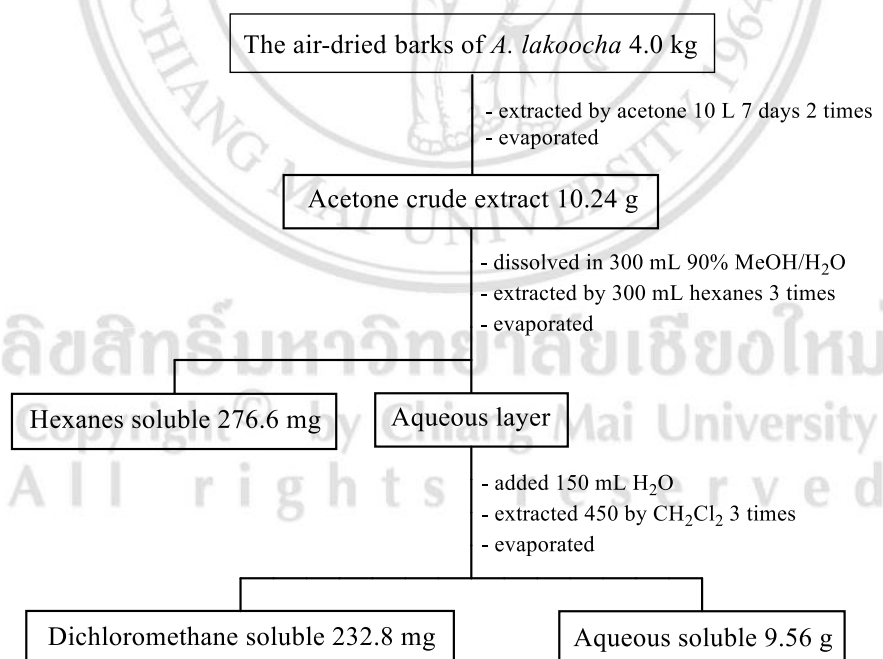 The air-dried barks of A. lakoocha 4.0 kg
- extracted by acetone 10 L 7 days 2 times
- evaporated
Acetone crude extract 10.24 g
- dissolved in 300 mL 90% MeOH/H₂O
- extracted by 300 mL hexanes 3 times
- evaporated
Hexanes soluble 276.6 mg
Aqueous layer
- added 150 mL H₂O
- extracted 450 by CH₂Cl₂ 3 times
- evaporated
Dichloromethane soluble 232.8 mg
Aqueous soluble 9.56 g
CHIANG MAI UNIVERSITY 1964
ลิขสิทธิ์มหาวิทยาลัยเชียงใหม่
Copyright© by Chiang Mai University
All rights reserved